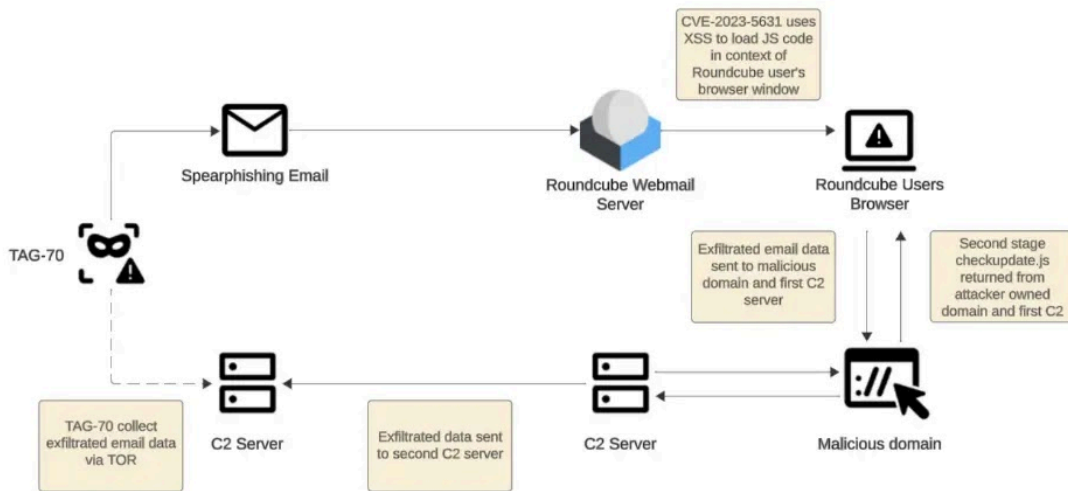 CVE-2023-5631 uses
XSS to load JS code
in context of
Roundcube user's
browser window
Spearphishing Email
Roundcube Webmail
Server
Roundcube Users
Browser
TAG-70
Exfiltrated email data
sent to malicious
domain and first C2
server
Second stage
checkupdate.js
returned from
attacker owned
domain and first C2
://
TAG-70 collect
exfiltrated email data
via TOR
C2 Server
Exfiltrated data sent
to second C2 server
C2 Server
Malicious domain